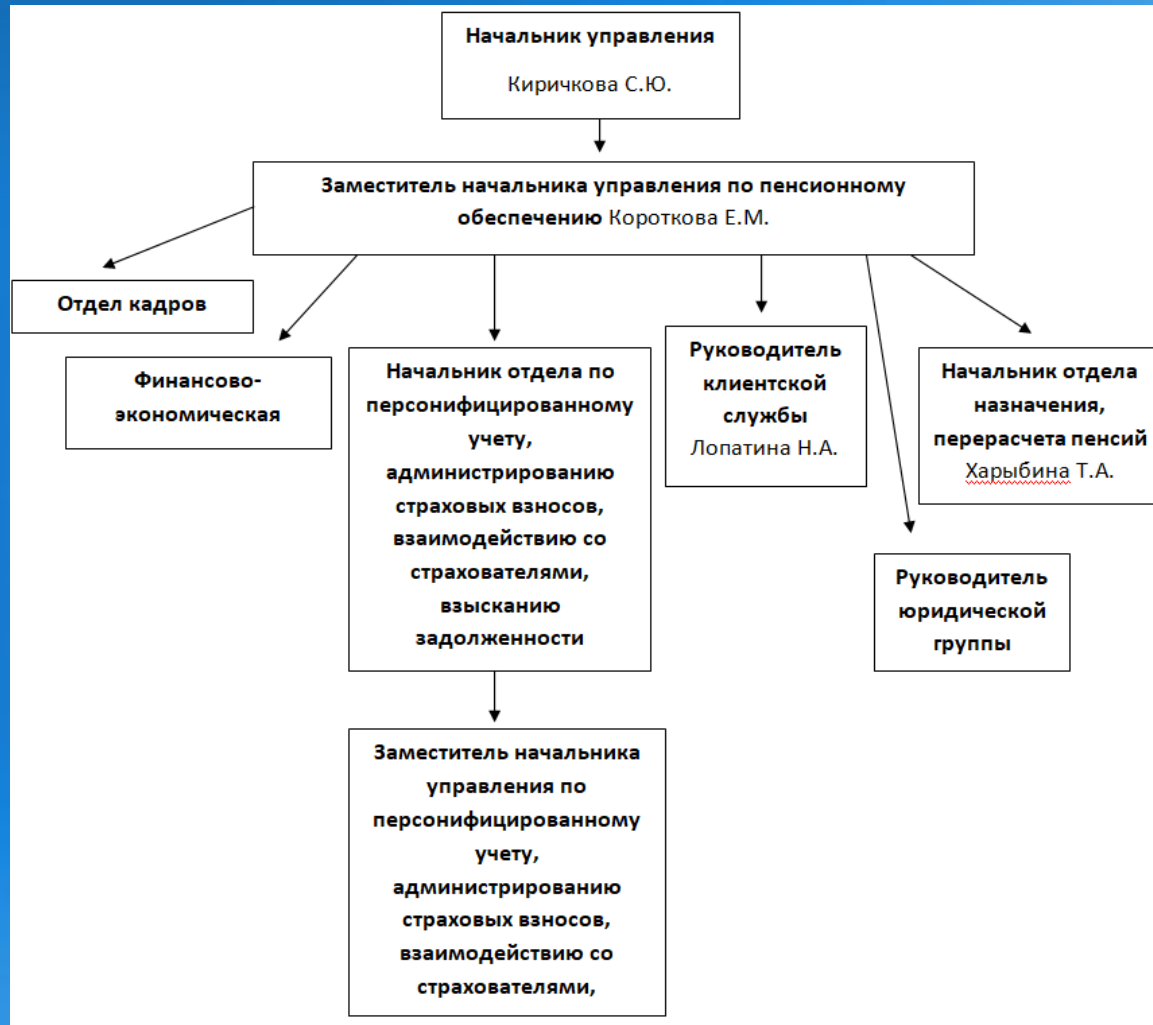 Начальник управления
Киричкова С.Ю.
Заместитель начальника управления по пенсионному
обеспечению Короткова Е.М.
Отдел кадров
Финансово-
экономическая
Начальник отдела по
персонифицированному
учету,
администрированию
страховых взносов,
взаимодействию со
страхователями,
взысканию
задолженности
Руководитель
клиентской
службы
Лопатина Н.А.
Начальник отдела
назначения,
перерасчета пенсий
Харыбина Т.А.
Руководитель
юридической
группы
Заместитель начальника
управления по
персонифицированному
учету,
администрированию
страховых взносов,
взаимодействию со
страхователями,